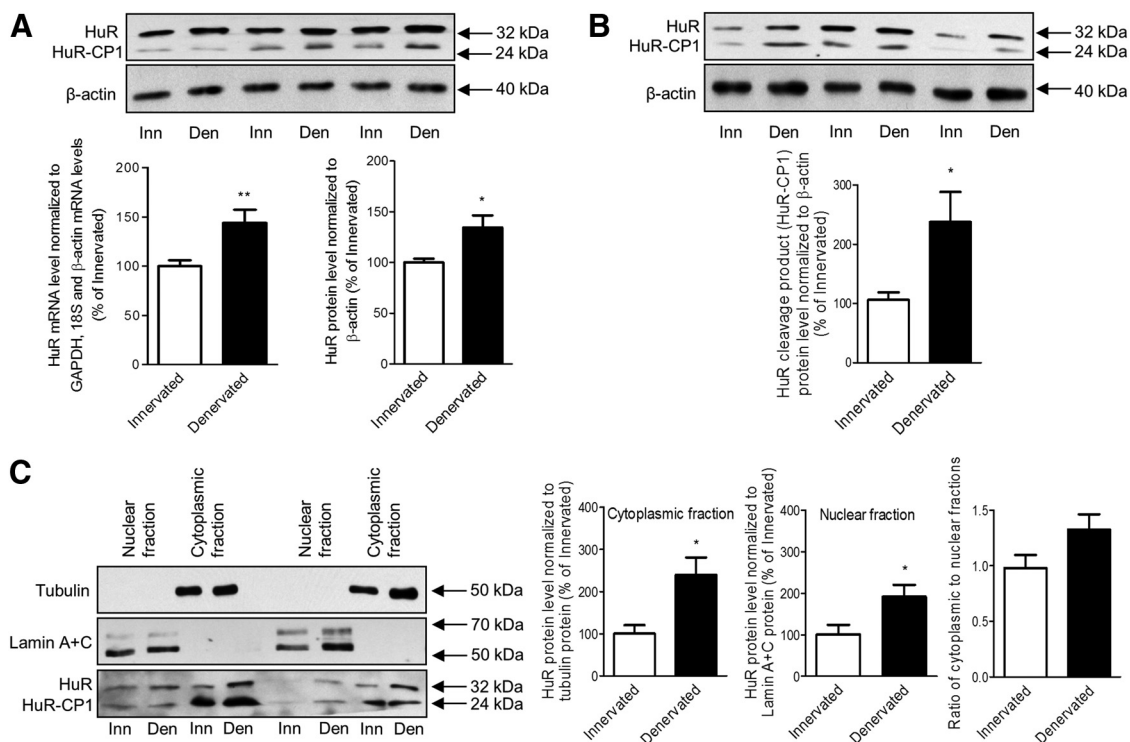 A
HuR
HuR-CP1
32 kDa
24 kDa
β-actin
40 kDa
Inn Den Inn Den Inn Den
HuR mRNA level normalized to
GAPDH, 18S and β-actin mRNA levels
(% of Innervated)
200
150
100
50
0
**
Innervated
Denervated
HuR protein level normalized to
β-actin (% of Innervated)
200
150
100
50
0
*
Innervated
Denervated
B
HuR
HuR-CP1
32 kDa
24 kDa
β-actin
40 kDa
Inn Den Inn Den Inn Den
HuR cleavage product (HuR-CP1)
protein level normalized to β-actin
(% of Innervated)
300
200
100
0
*
Innervated
Denervated
C
Nuclear
fraction
Cytoplasmic
fraction
Nuclear
fraction
Cytoplasmic
fraction
Tubulin
50 kDa
Lamin A+C
70 kDa
50 kDa
HuR
HuR-CP1
32 kDa
24 kDa
Inn Den Inn Den Inn Den Inn Den
HuR protein level normalized to
tubulin protein (% of Innervated)
400
300
200
100
0
Cytoplasmic fraction
*
Innervated
Denervated
HuR protein level normalized to
Lamin A+C protein (% of Innervated)
400
300
200
100
0
Nuclear fraction
*
Innervated
Denervated
Ratio of cytoplasmic to nuclear fractions
1.5
1.0
0.5
0.0
Innervated
Denervated